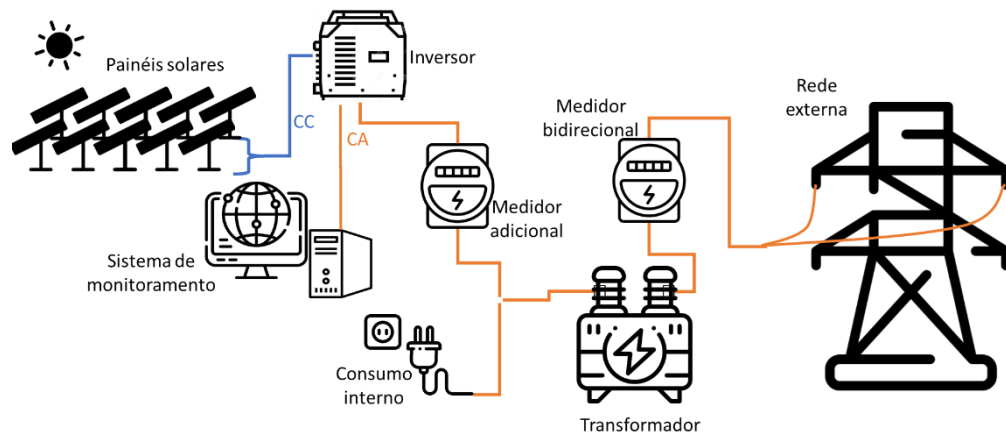 Painéis solares
Inversor
CC
CA
Medidor
adicional
Medidor
bidirecional
Rede
externa
Sistema de
monitoramento
Consumo
interno
Transformador